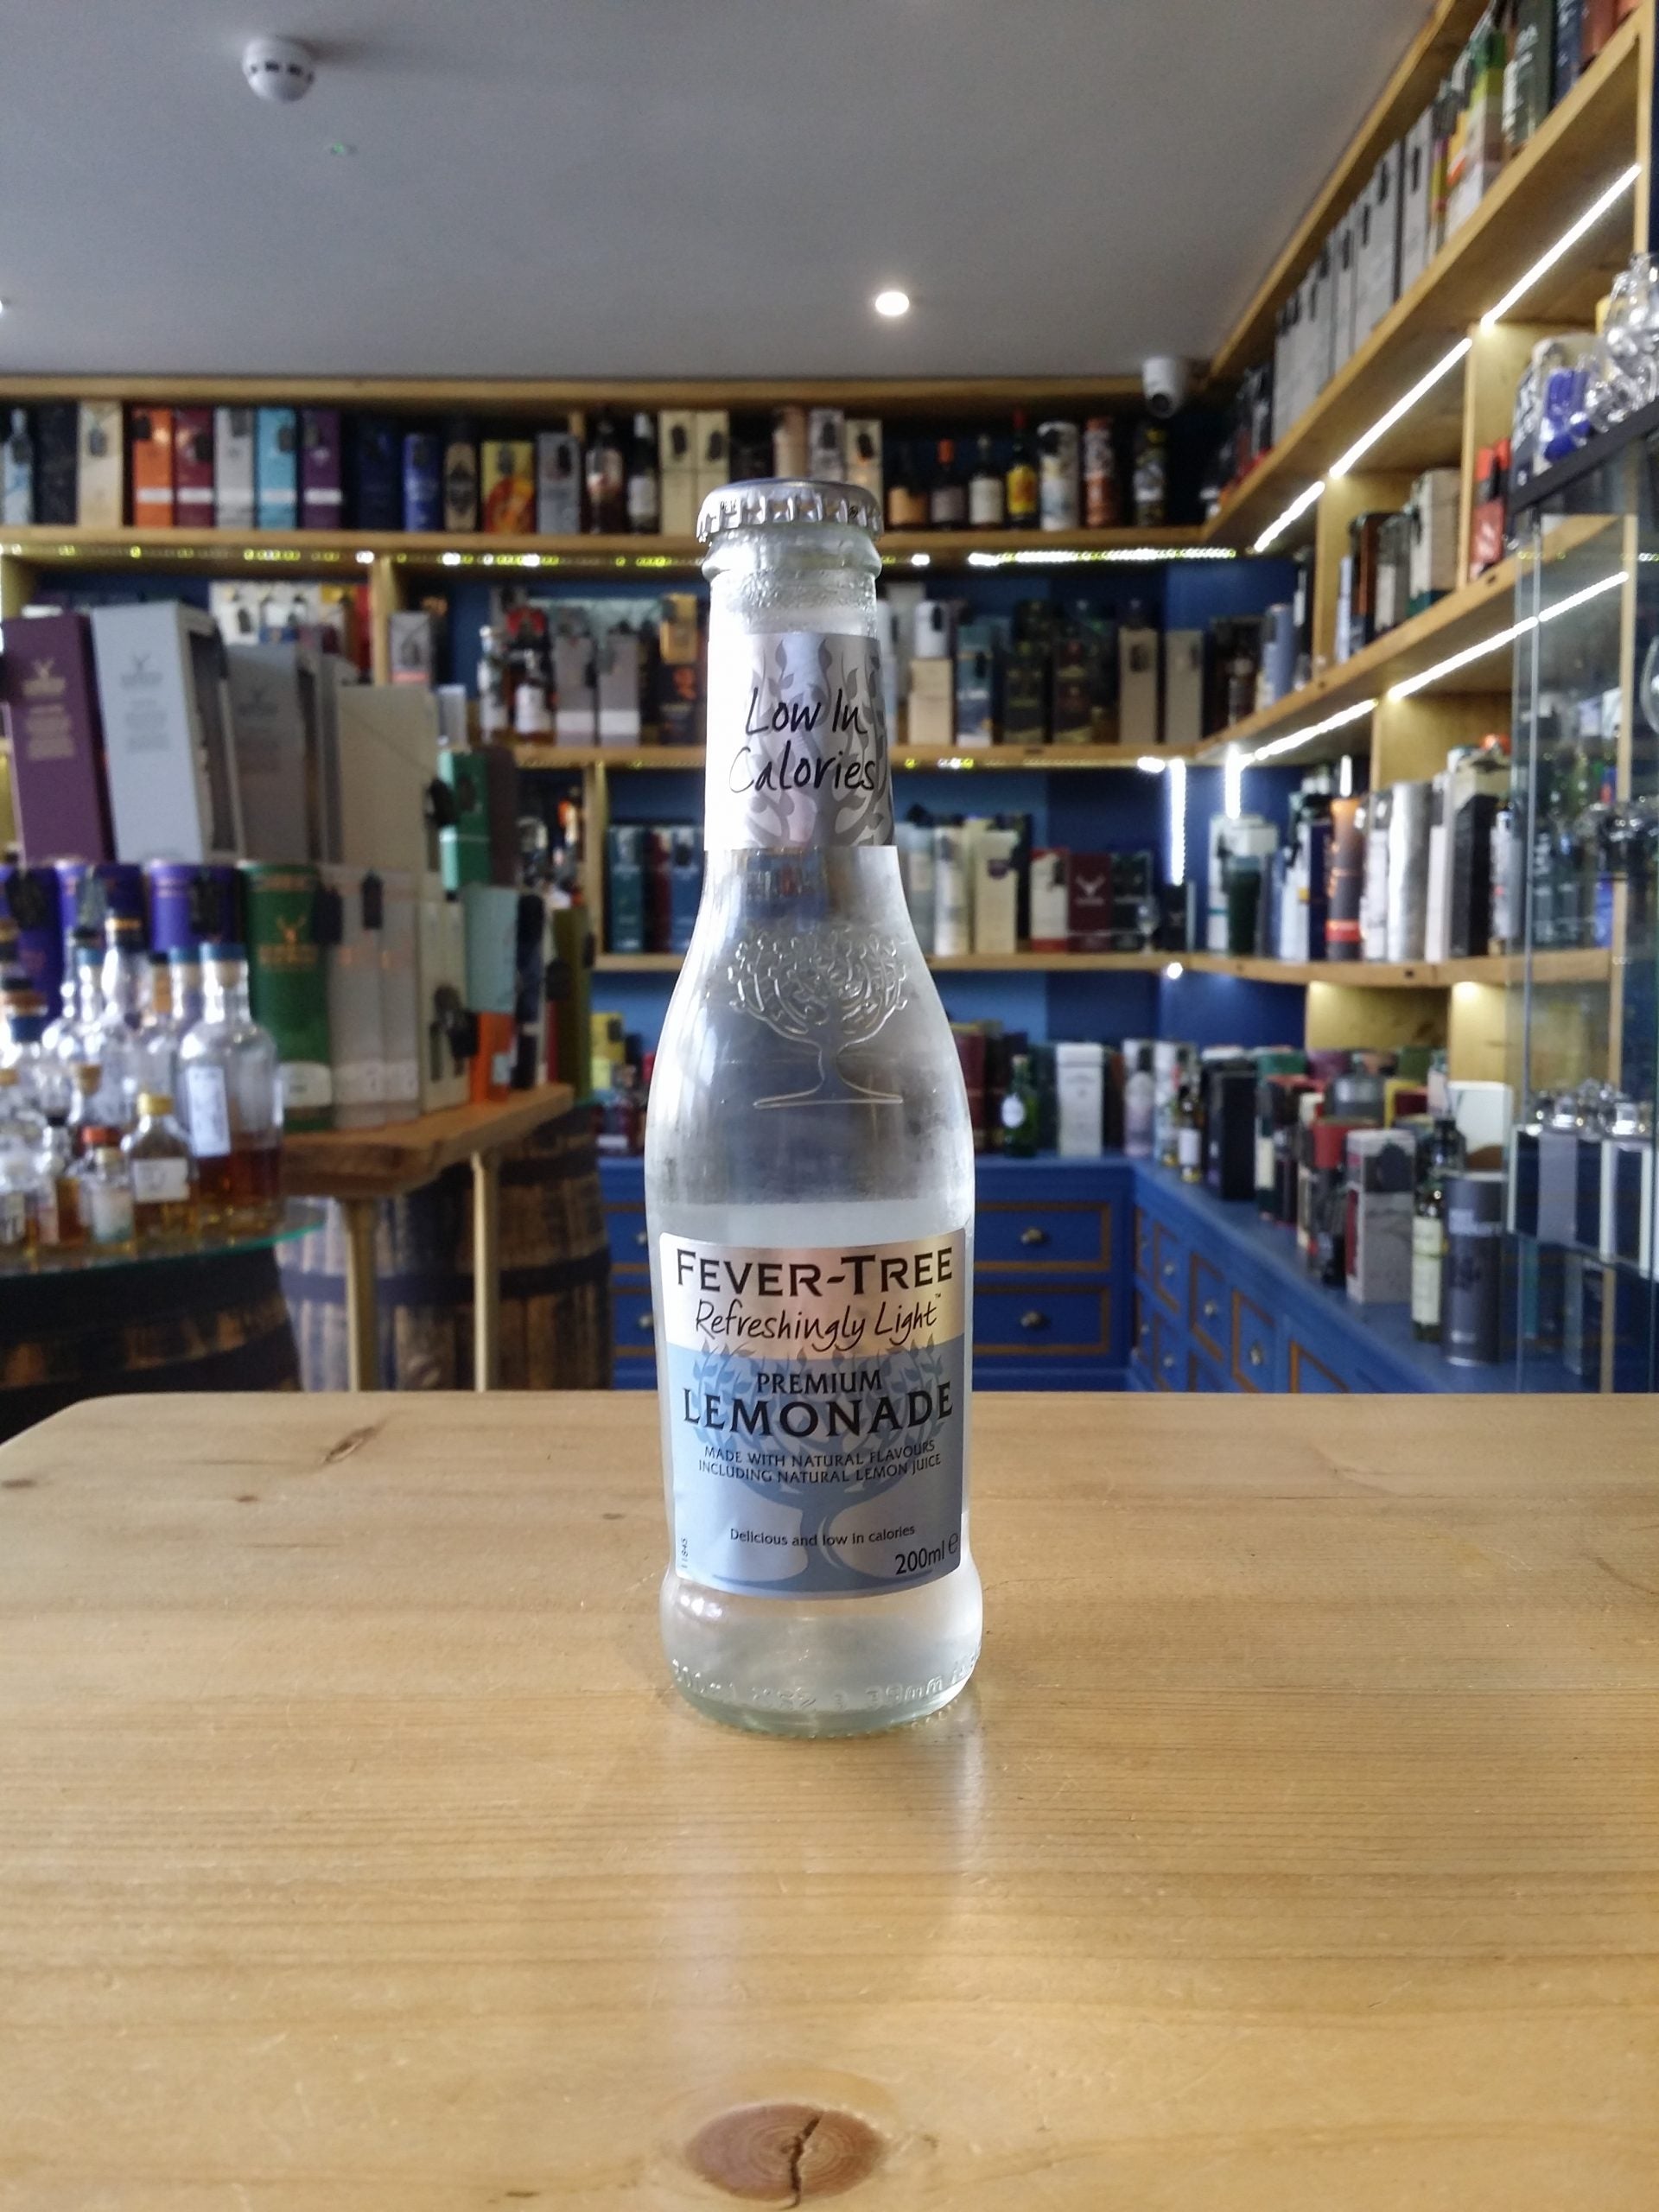 Low In
Calories
FEVER-TREE
Refreshingly Light™
PREMIUM
LEMONADE
MADE WITH NATURAL FLAVOURS
INCLUDING NATURAL LEMON JUICE
Delicious and low in calories
200ml ℮